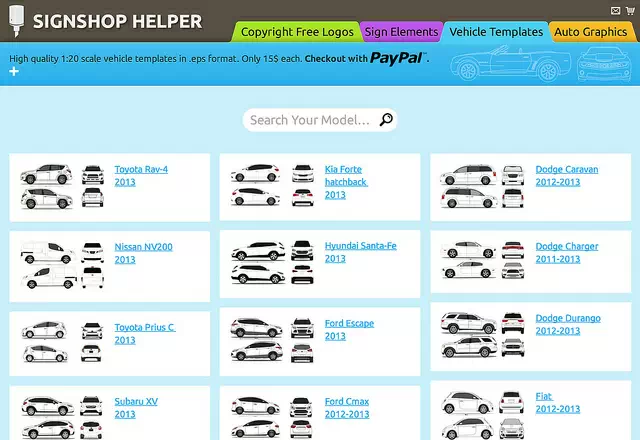 SIGNSHOP HELPER
Copyright Free Logos
Sign Elements
Vehicle Templates
Auto Graphics
High quality 1:20 scale vehicle templates in .eps format. Only 15$ each. Checkout with PayPal™.
+
Search Your Model...
Toyota Rav-4
2013
Kia Forte
hatchback
2013
Dodge Caravan
2012-2013
Nissan NV200
2013
Hyundai Santa-Fe
2013
Dodge Charger
2011-2013
Toyota Prius C
2013
Ford Escape
2013
Dodge Durango
2012-2013
Subaru XV
2013
Ford Cmax
2012-2013
Fiat
2012-2013